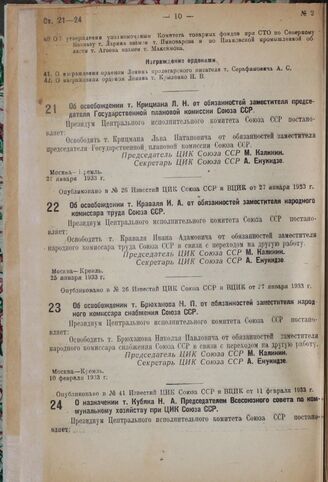 Ст. 21—24
— 10 —
№ 2
40 Об утверждении уполномоченным Комитета товарных фондов при СТО по Северному
Кавказу т. Ларина взамен т. Пивоварова и по Ивановской промышленной об
ласти т. Агеева взамен т. Максимова.
Награждение орденами.
41. О награждении орденом Ленина пролетарского писателя т. Серафимовича А. С.
42. О награждении орденом Ленина т. Крыленко Н. В.
21 Об освобождении т. Крицмана Л. Н. от обязанностей заместителя предсе-
дателя Государственной плановой комиссии Союза ССР.
Президиум Центрального исполнительного комитета Союза ССР постано-
вляет:
Освободить т. Крицмана Льва Натановича от обязанностей заместителя
председателя Государственной плановой комиссии Союза ССР.
Председатель ЦИК Союза ССР М. Калинин.
Секретарь ЦИК Союза ССР А. Енукидзе.
Москва—Кремль.
27 января 1933 г.
Опубликовано в № 26 Известий ЦИК Союза ССР и ВЦИК от 27 января 1933 г.
22 Об освобождении т. Краваля И. А. от обязанностей заместителя народного
комиссара труда Союза ССР.
Президиум Центрального исполнительного комитета Союза ССР постано-
вляет:
Освободить т. Краваля Ивана Адамовича от обязанностей заместителя
народного комиссара труда Союза ССР в связи с переходом на другую работу.
Председатель ЦИК Союза ССР М. Калинин.
Секретарь ЦИК Союза ССР А. Енукидзе.
Москва—Кремль.
25 января 1933 г.
Опубликовано в № 26 Известий ЦИК Союза ССР и ВЦИК от 27 января 1933 г.
23 Об освобождении т. Брюханова Н. П. от обязанностей заместителя народ
ного комиссара снабжения Союза ССР.
Президиум Центрального исполнительного комитета Союза ССР постано-
вляет:
Освободить т. Брюханова Николая Павловича от обязанностей заместителя
народного комиссара снабжения Союза ССР в связи с переходом на другую работу.
Председатель ЦИК Союза ССР М. Калинин.
Секретарь ЦИК Союза ССР А. Енукидзе.
Москва—Кремль.
10 февраля 1933 г.
Опубликовано в № 41 Известий ЦИК Союза ССР и ВЦИК от 11 февраля 1933 г.
24 О назначении т. Кубяка Н. А. Председателем Всесоюзного совета по ком-
мунальному хозяйству при ЦИК Союза ССР.
Президиум Центрального исполнительного комитета Союза ССР постано-
вляет: